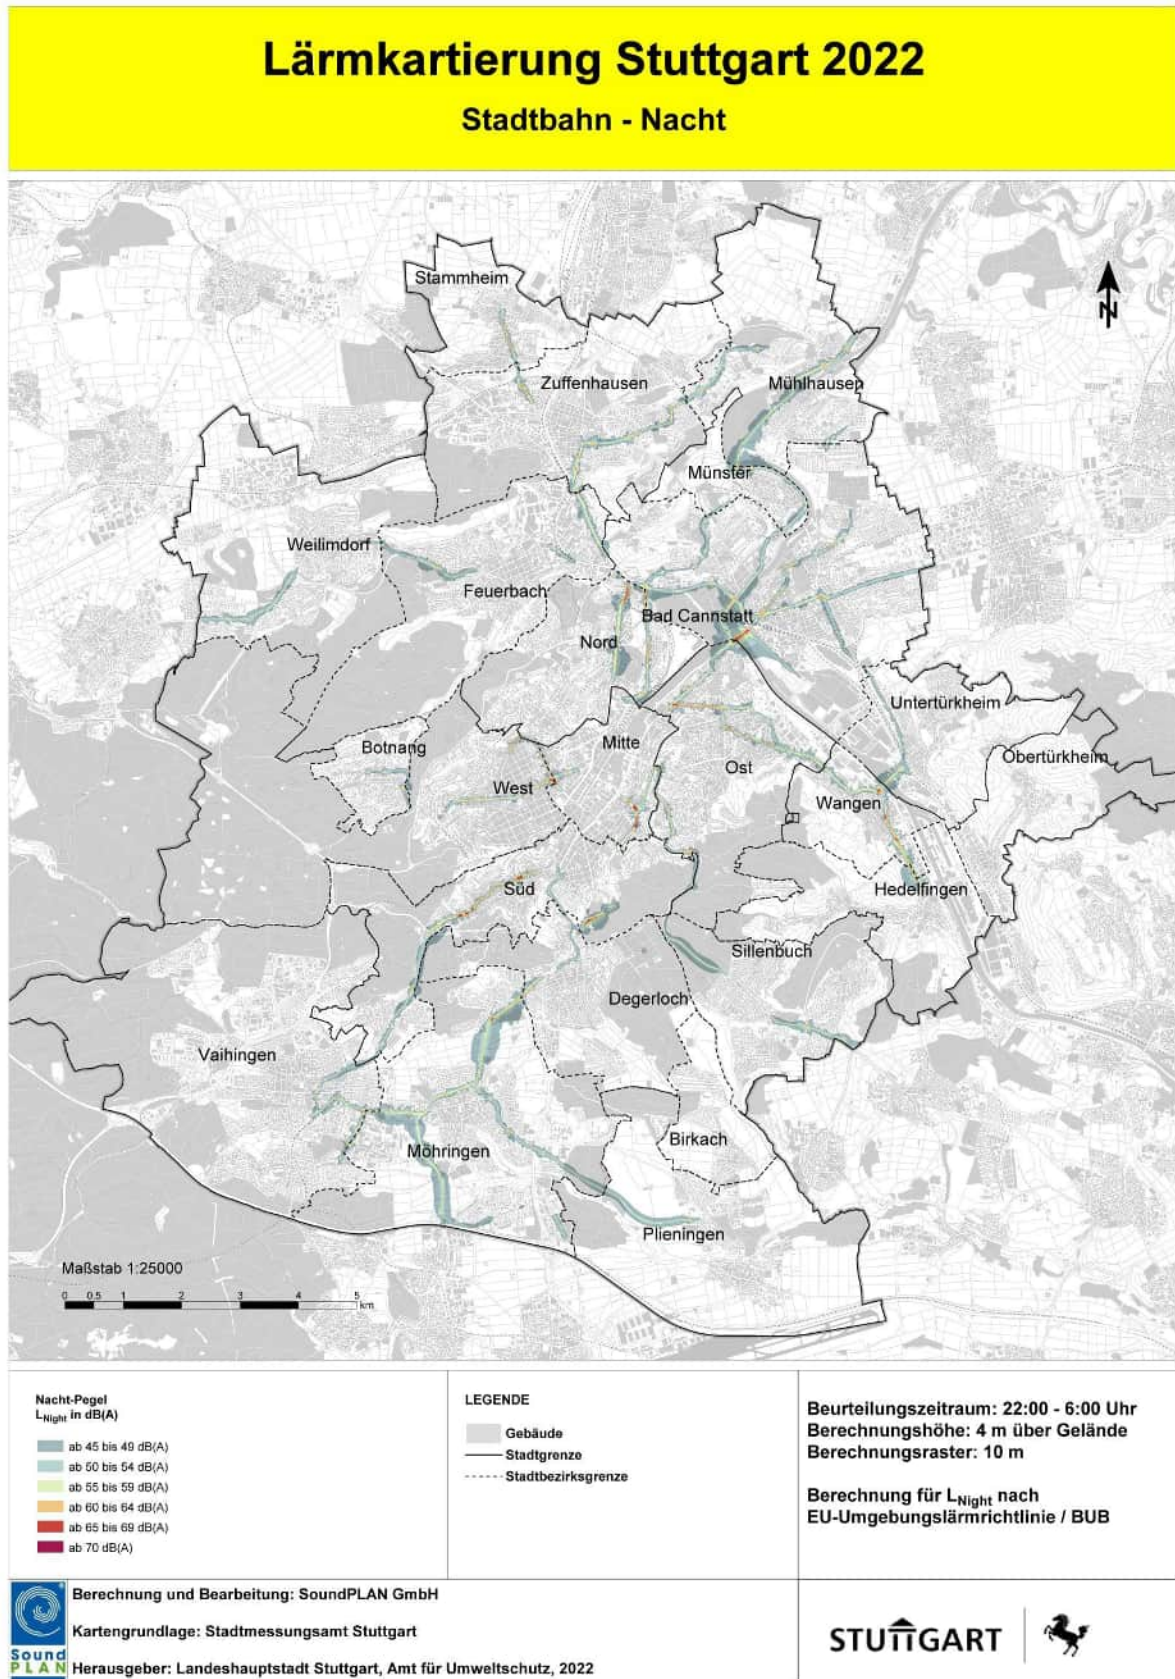 Lärmkartierung Stuttgart 2022
Stadtbahn - Nacht
Stammheim
N
Zuffenhausen
Mühlhausen
Münster
Weilimdorf
Feuerbach
Bad Cannstatt
Nord
Untertürkheim
Botnang
Mitte
Obertürkheim
Ost
West
Wangen
Süd
Hedelfingen
Sillenbuch
Degerloch
Vaihingen
Birkach
Möhringen
Plieningen
Maßstab 1:25000
0 0,5 1 2 3 4 5
km
Nacht-Pegel
LNight in dB(A)
ab 45 bis 49 dB(A)
ab 50 bis 54 dB(A)
ab 55 bis 59 dB(A)
ab 60 bis 64 dB(A)
ab 65 bis 69 dB(A)
ab 70 dB(A)
LEGENDE
Gebäude
Stadtgrenze
Stadtbezirksgrenze
Beurteilungszeitraum: 22:00 - 6:00 Uhr
Berechnungshöhe: 4 m über Gelände
Berechnungsraster: 10 m
Berechnung für LNight nach
EU-Umgebungslärmrichtlinie / BUB
Sound
PLAN
Berechnung und Bearbeitung: SoundPLAN GmbH
Kartengrundlage: Stadtmessungsamt Stuttgart
Herausgeber: Landeshauptstadt Stuttgart, Amt für Umweltschutz, 2022
STUTTGART